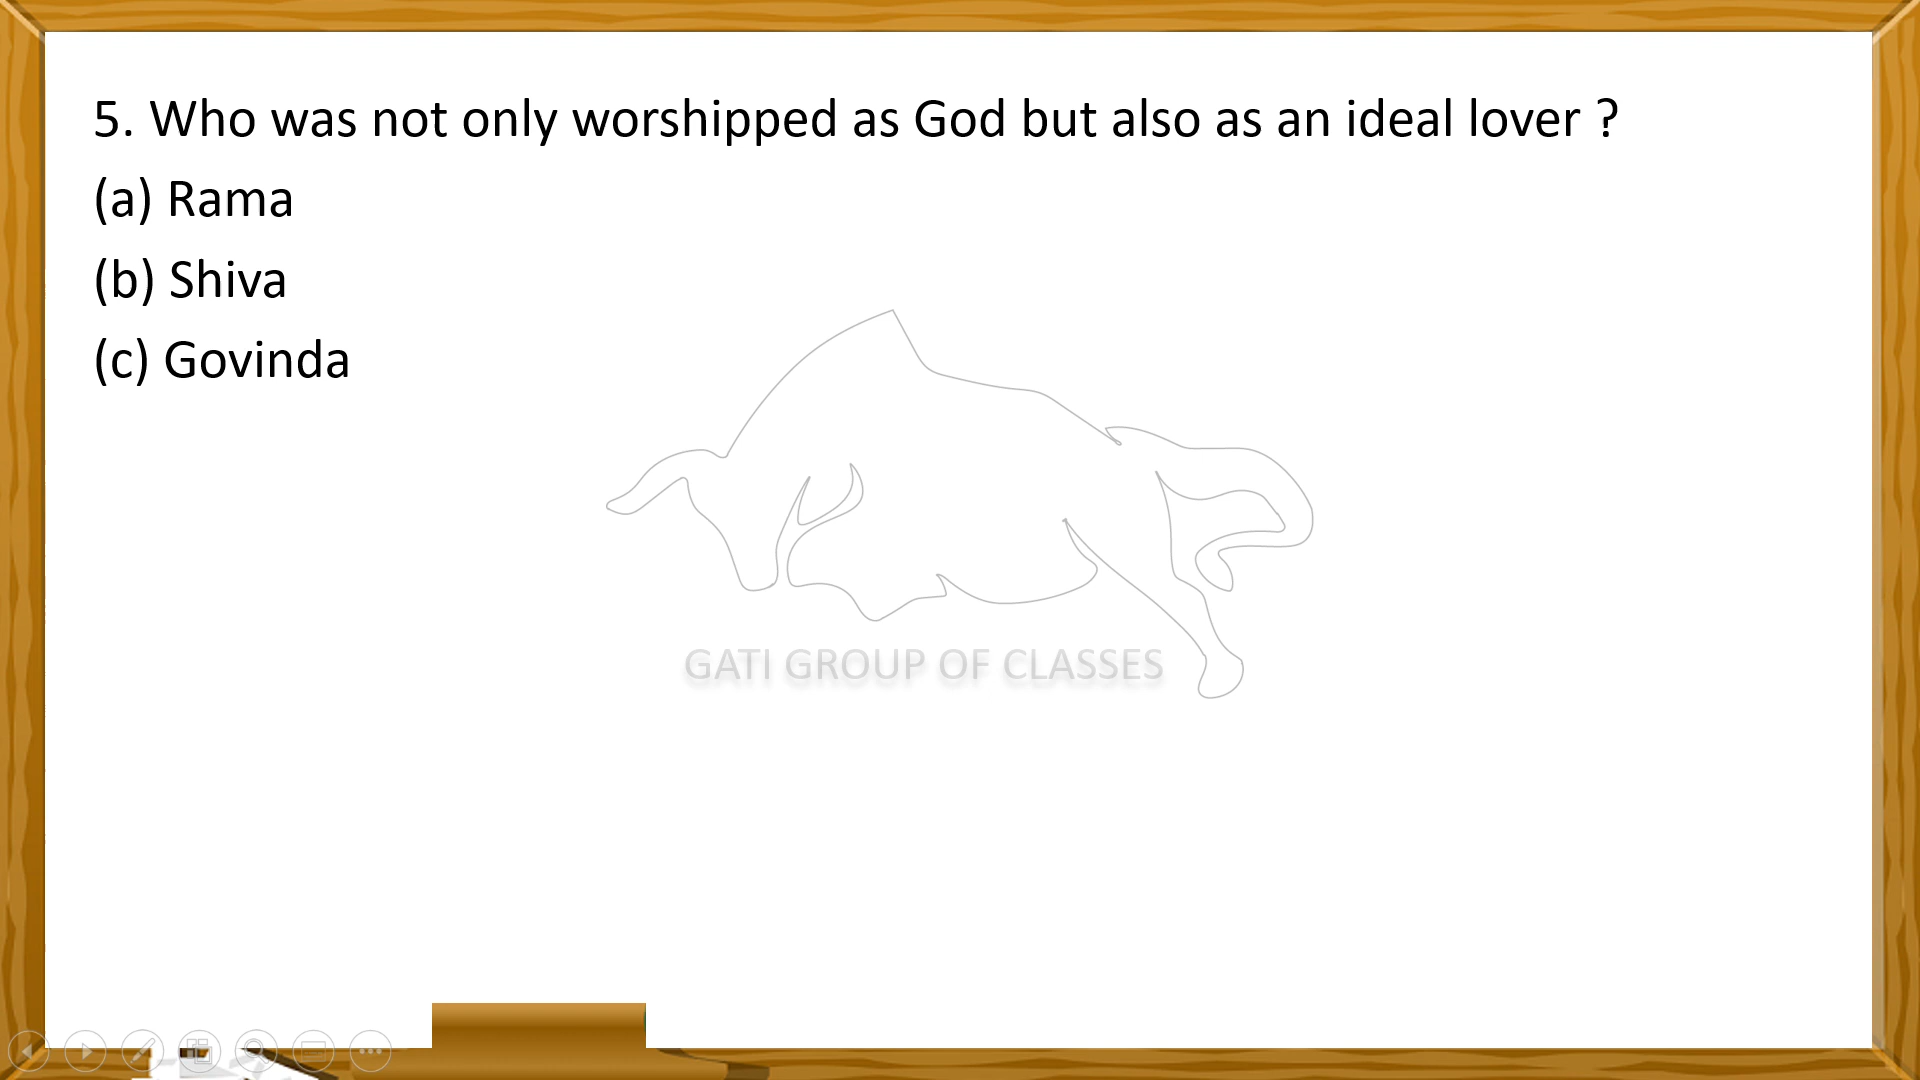 5. Who was not only worshipped as God but also as an ideal lover ?
(a) Rama
(b) Shiva
(c) Govinda
GATI GROUP OF CLASSES